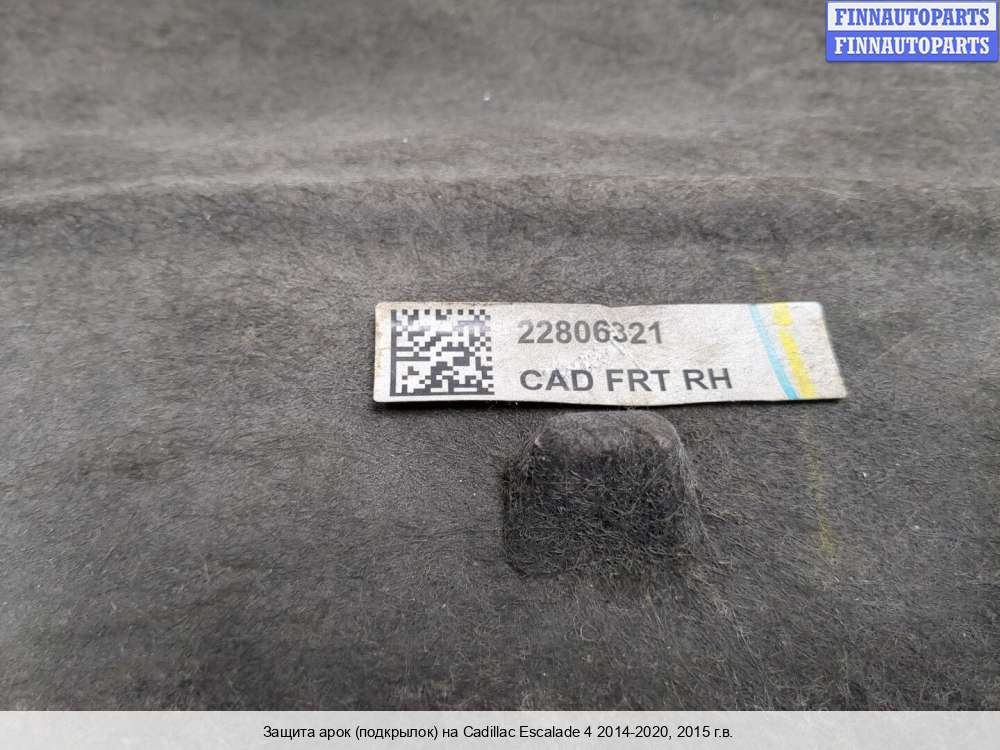 FINNAUTOPARTS
FINNAUTOPARTS
22806321
CAD FRT RH
Защита арок (подкрылок) на Cadillac Escalade 4 2014-2020, 2015 г.в.